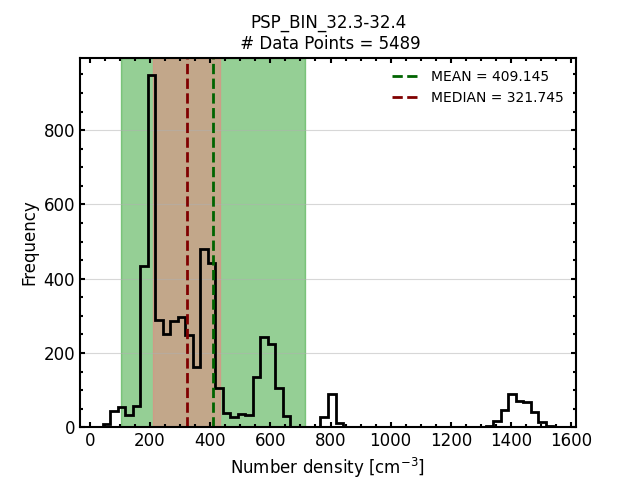 PSP_BIN_32.3-32.4
# Data Points = 5489
MEAN = 409.145
MEDIAN = 321.745
Frequency
800
600
400
200
0
0 200 400 600 800 1000 1200 1400 1600
Number density [cm⁻³]